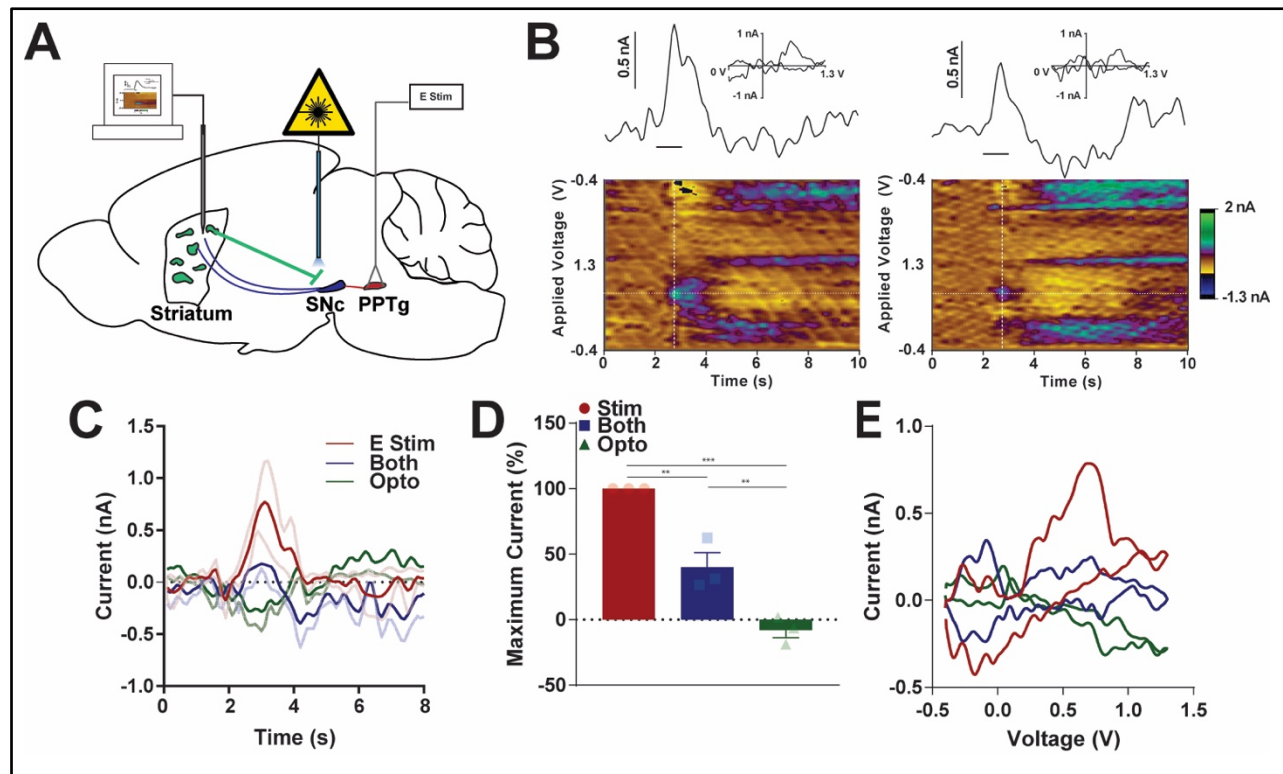 A
E Stim
Striatum
SNc
PPTg
B
0.5 nA
1 nA
0 V
1.3 V
-1 nA
0.5 nA
1 nA
0 V
1.3 V
-1 nA
Applied Voltage (V)
-0.4
1.3
-0.4
0 2 4 6 8 10
Time (s)
Applied Voltage (V)
-0.4
1.3
-0.4
0 2 4 6 8 10
Time (s)
2 nA
-1.3 nA
C
Current (nA)
1.5
1.0
0.5
0.0
-0.5
-1.0
0 2 4 6 8
Time (s)
E Stim
Both
Opto
D
Stim
Both
Opto
Maximum Current (%)
150
100
50
0
-50
***
** **
E
Current (nA)
1.0
0.5
0.0
-0.5
-0.5 0.0 0.5 1.0 1.5
Voltage (V)